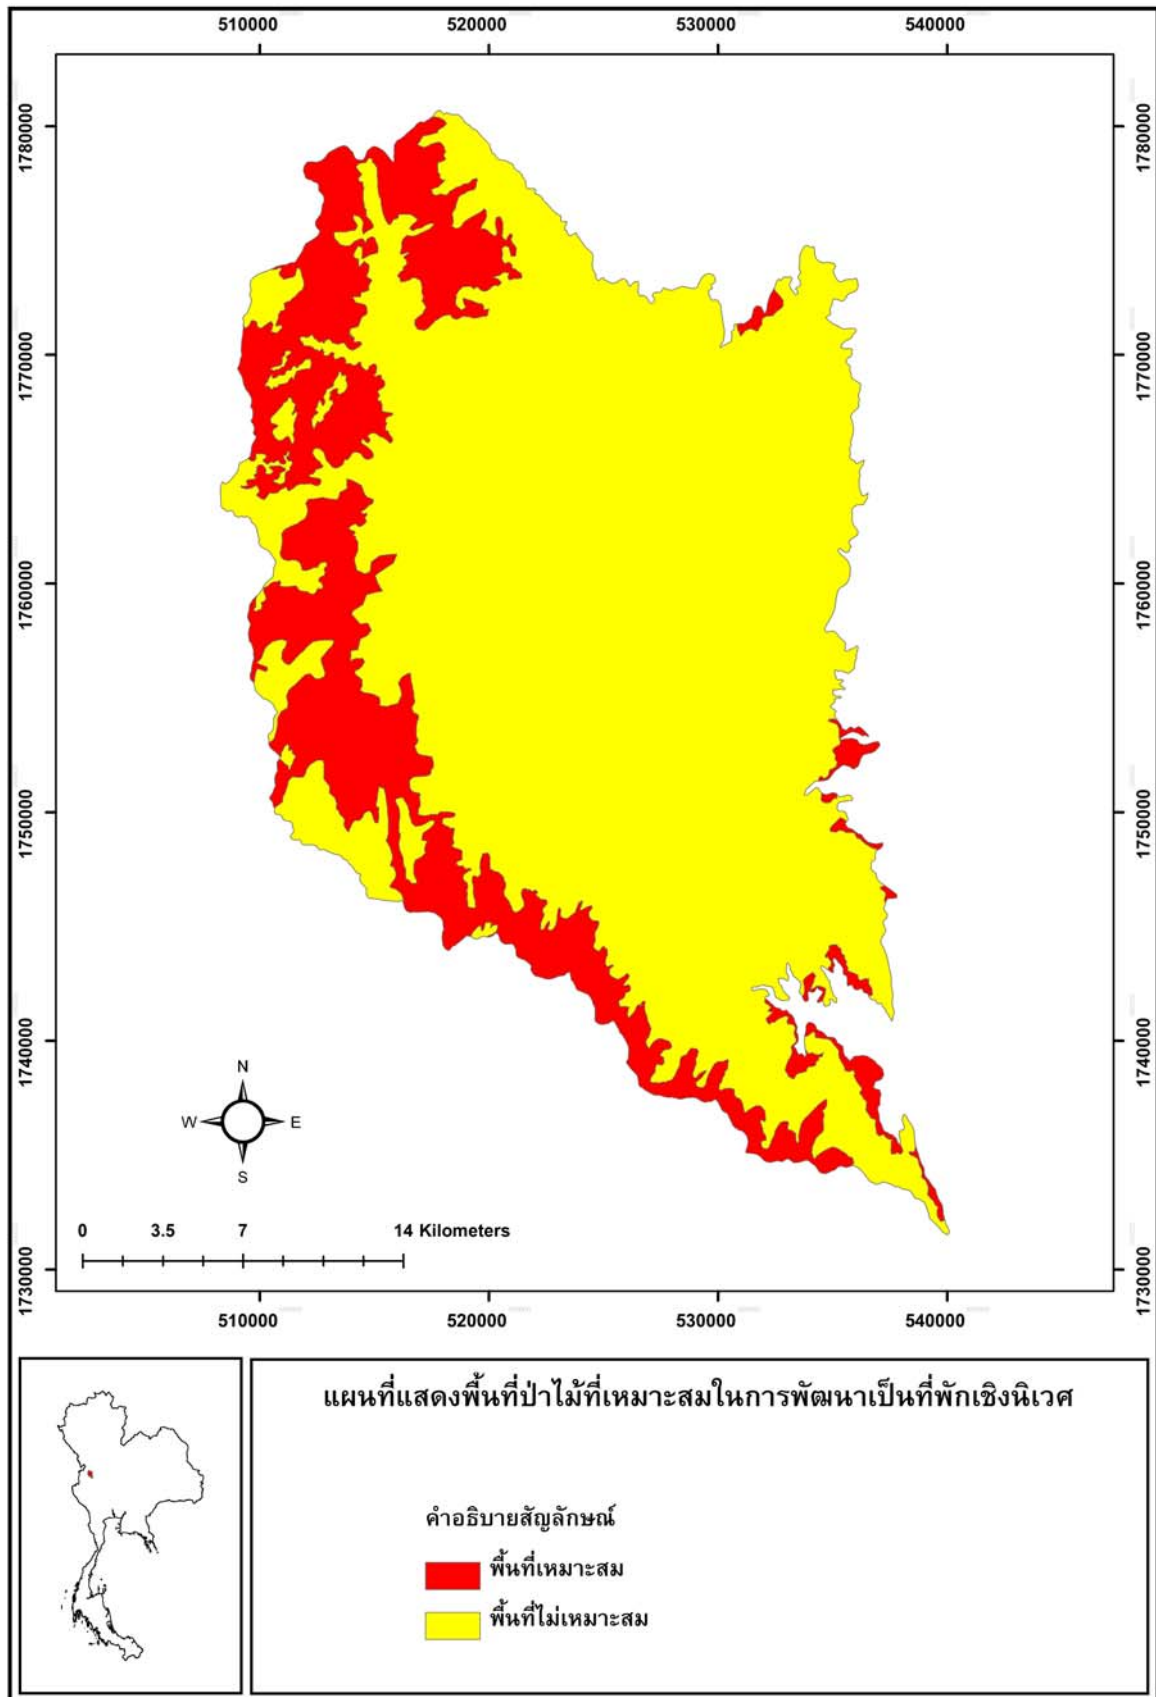 510000 520000 530000 540000
1780000 1780000
1770000 1770000
1760000 1760000
1750000 1750000
1740000 1740000
1730000 1730000
N
W E
S
0 3.5 7 14 Kilometers
510000 520000 530000 540000
แผนที่แสดงพื้นที่ป่าไม้ที่เหมาะสมในการพัฒนาเป็นที่พักเชิงนิเวศ
คำอธิบายสัญลักษณ์
พื้นที่เหมาะสม
พื้นที่ไม่เหมาะสม